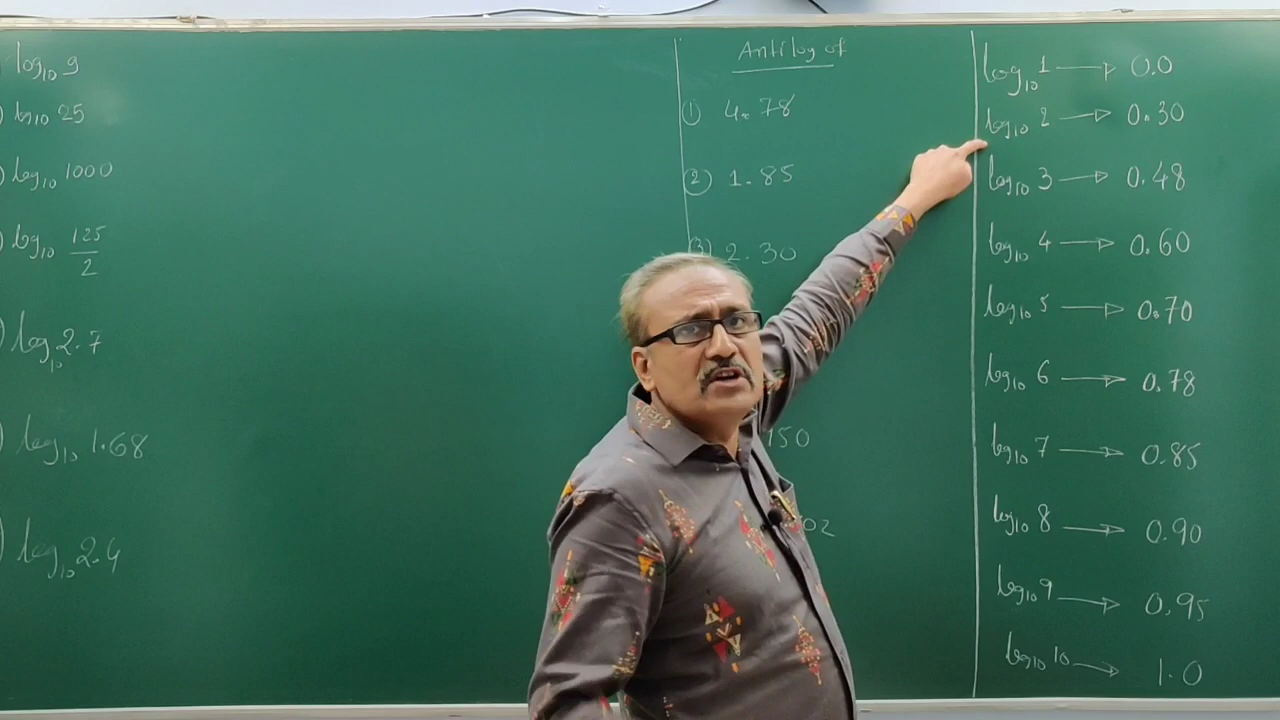 log₁₀ 9
log₁₀ 25
log₁₀ 1000
log₁₀ 125/2
log₁₀ 2.7
log₁₀ 1.68
log₁₀ 2.4
Antilog of
① 4.78
② 1.85
③ 2.30
150
02
log₁₀ 1 → 0.0
log₁₀ 2 → 0.30
log₁₀ 3 → 0.48
log₁₀ 4 → 0.60
log₁₀ 5 → 0.70
log₁₀ 6 → 0.78
log₁₀ 7 → 0.85
log₁₀ 8 → 0.90
log₁₀ 9 → 0.95
log₁₀ 10 → 1.0